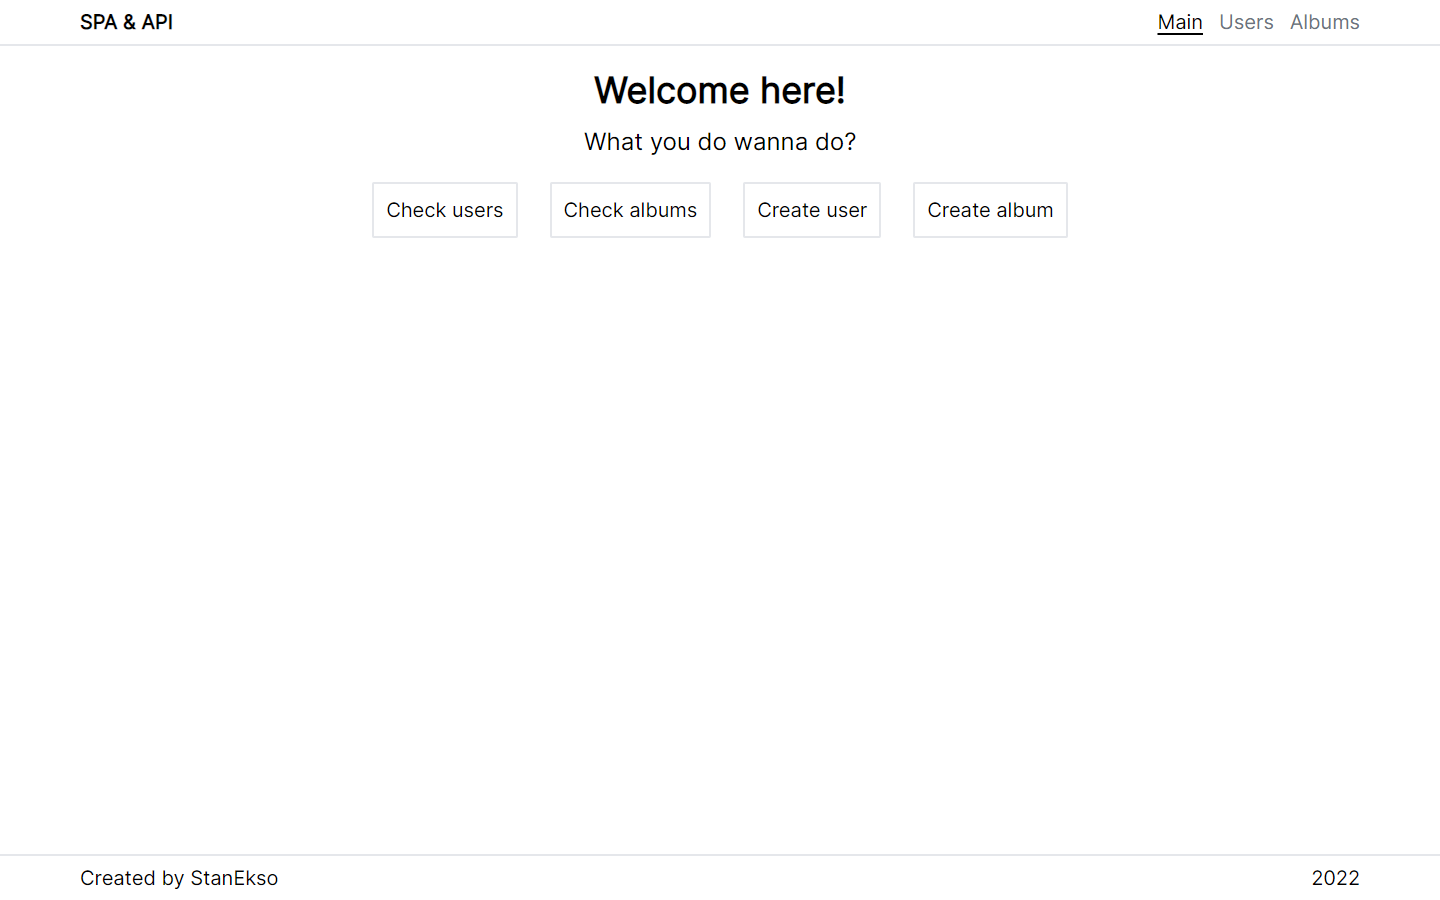 SPA & API
Main Users Albums
Welcome here!
What you do wanna do?
Check users
Check albums
Create user
Create album
Created by StanEkso
2022